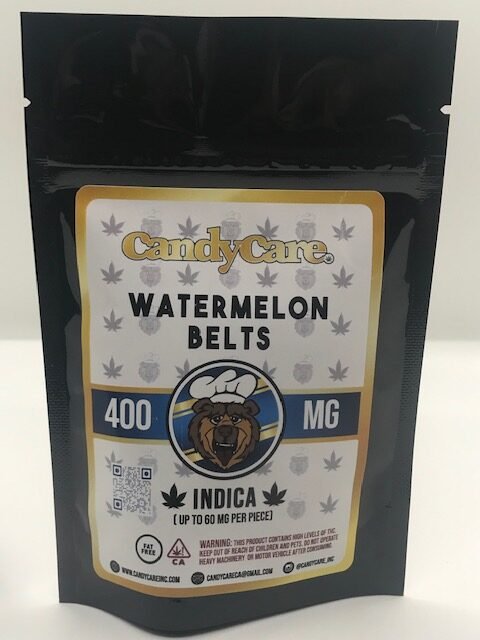 CandyCare
WATERMELON
BELTS
400 MG
INDICA
(UP TO 60 MG PER PIECE)
FAT
FREE
CA
WARNING: THIS PRODUCT CONTAINS HIGH LEVELS OF THC.
KEEP OUT OF REACH OF CHILDREN AND PETS. DO NOT OPERATE
HEAVY MACHINERY OR MOTOR VEHICLE AFTER CONSUMING.
WWW.CANDYCAREINC.COM CANDYCARECA@GMAIL.COM @CANDYCARE_INC